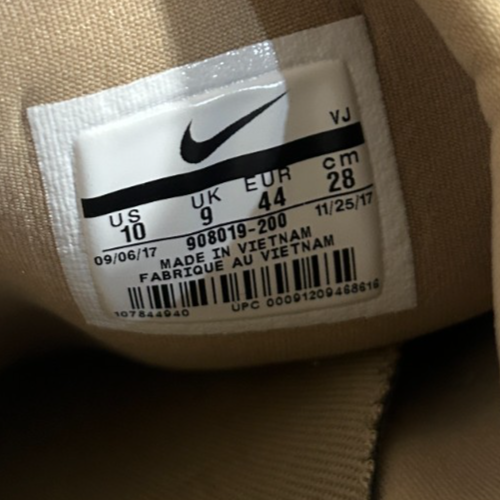 VJ
US UK EUR cm
10 9 44 28
09/06/17 908019-200 11/25/17
MADE IN VIETNAM
FABRIQUE AU VIETNAM
107844940 UPC 00091209468616